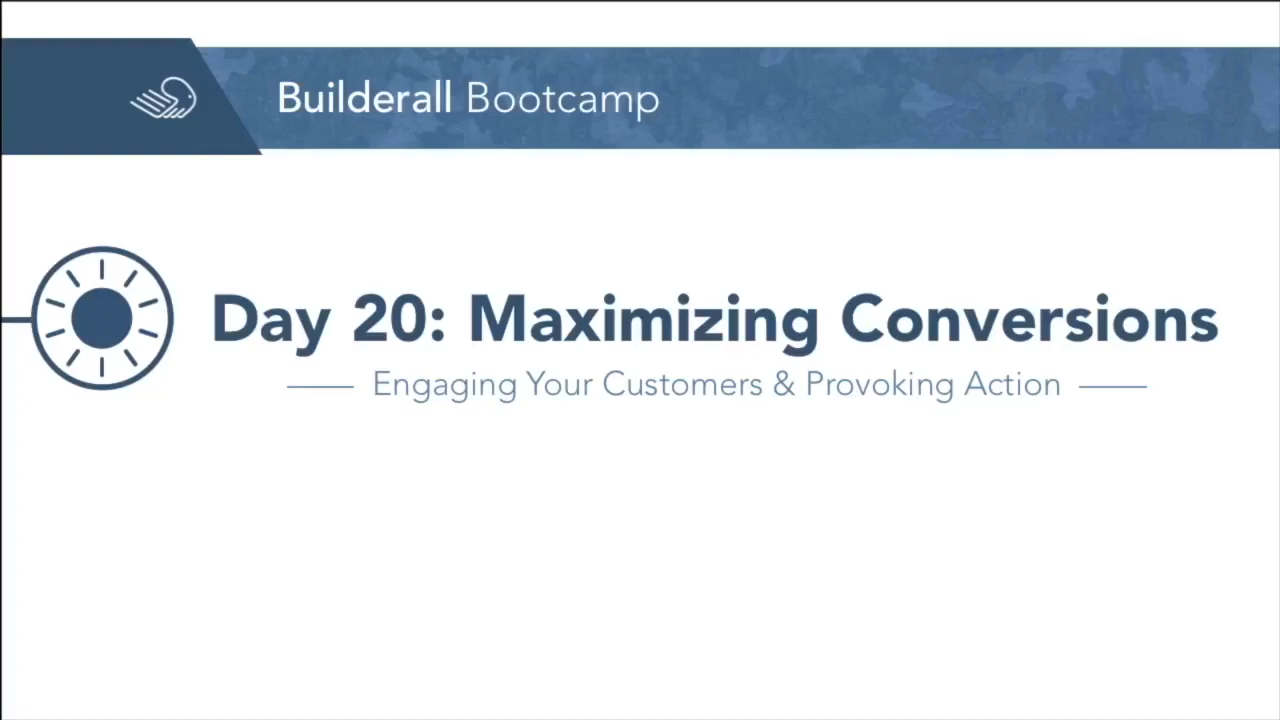 Builderall Bootcamp
Day 20: Maximizing Conversions
Engaging Your Customers & Provoking Action